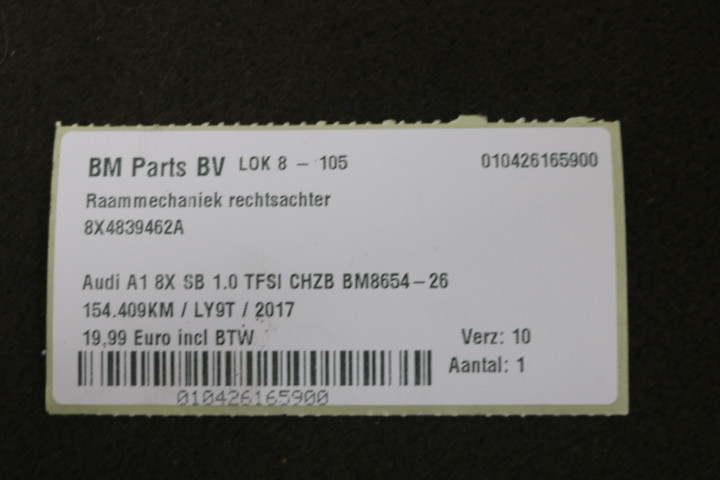 BM Parts BV LOK 8 - 105 010426165900
Raammechaniek rechtsachter
8X4839462A
Audi A1 8X SB 1.0 TFSI CHZB BM8654-26
154.409KM / LY9T / 2017
19,99 Euro incl BTW Verz: 10
Aantal: 1
010426165900